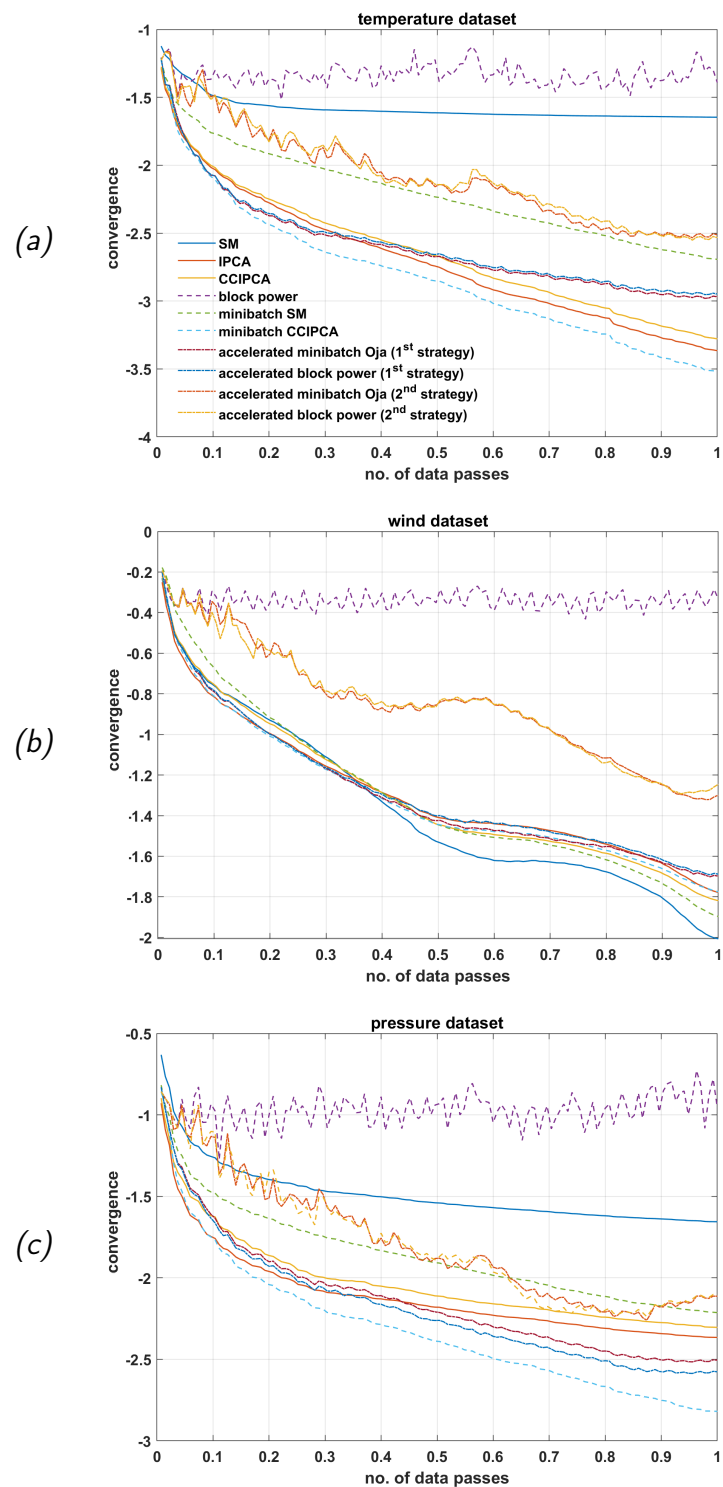 temperature dataset
-1
-1.5
-2
-2.5
-3
-3.5
-4
convergence
(a)
SM
IPCA
CCIPCA
block power
minibatch SM
minibatch CCIPCA
accelerated minibatch Oja (1st strategy)
accelerated block power (1st strategy)
accelerated minibatch Oja (2nd strategy)
accelerated block power (2nd strategy)
0 0.1 0.2 0.3 0.4 0.5 0.6 0.7 0.8 0.9 1
no. of data passes
wind dataset
0
-0.2
-0.4
-0.6
-0.8
-1
-1.2
-1.4
-1.6
-1.8
-2
convergence
(b)
0 0.1 0.2 0.3 0.4 0.5 0.6 0.7 0.8 0.9 1
no. of data passes
pressure dataset
-0.5
-1
-1.5
-2
-2.5
-3
convergence
(c)
0 0.1 0.2 0.3 0.4 0.5 0.6 0.7 0.8 0.9 1
no. of data passes